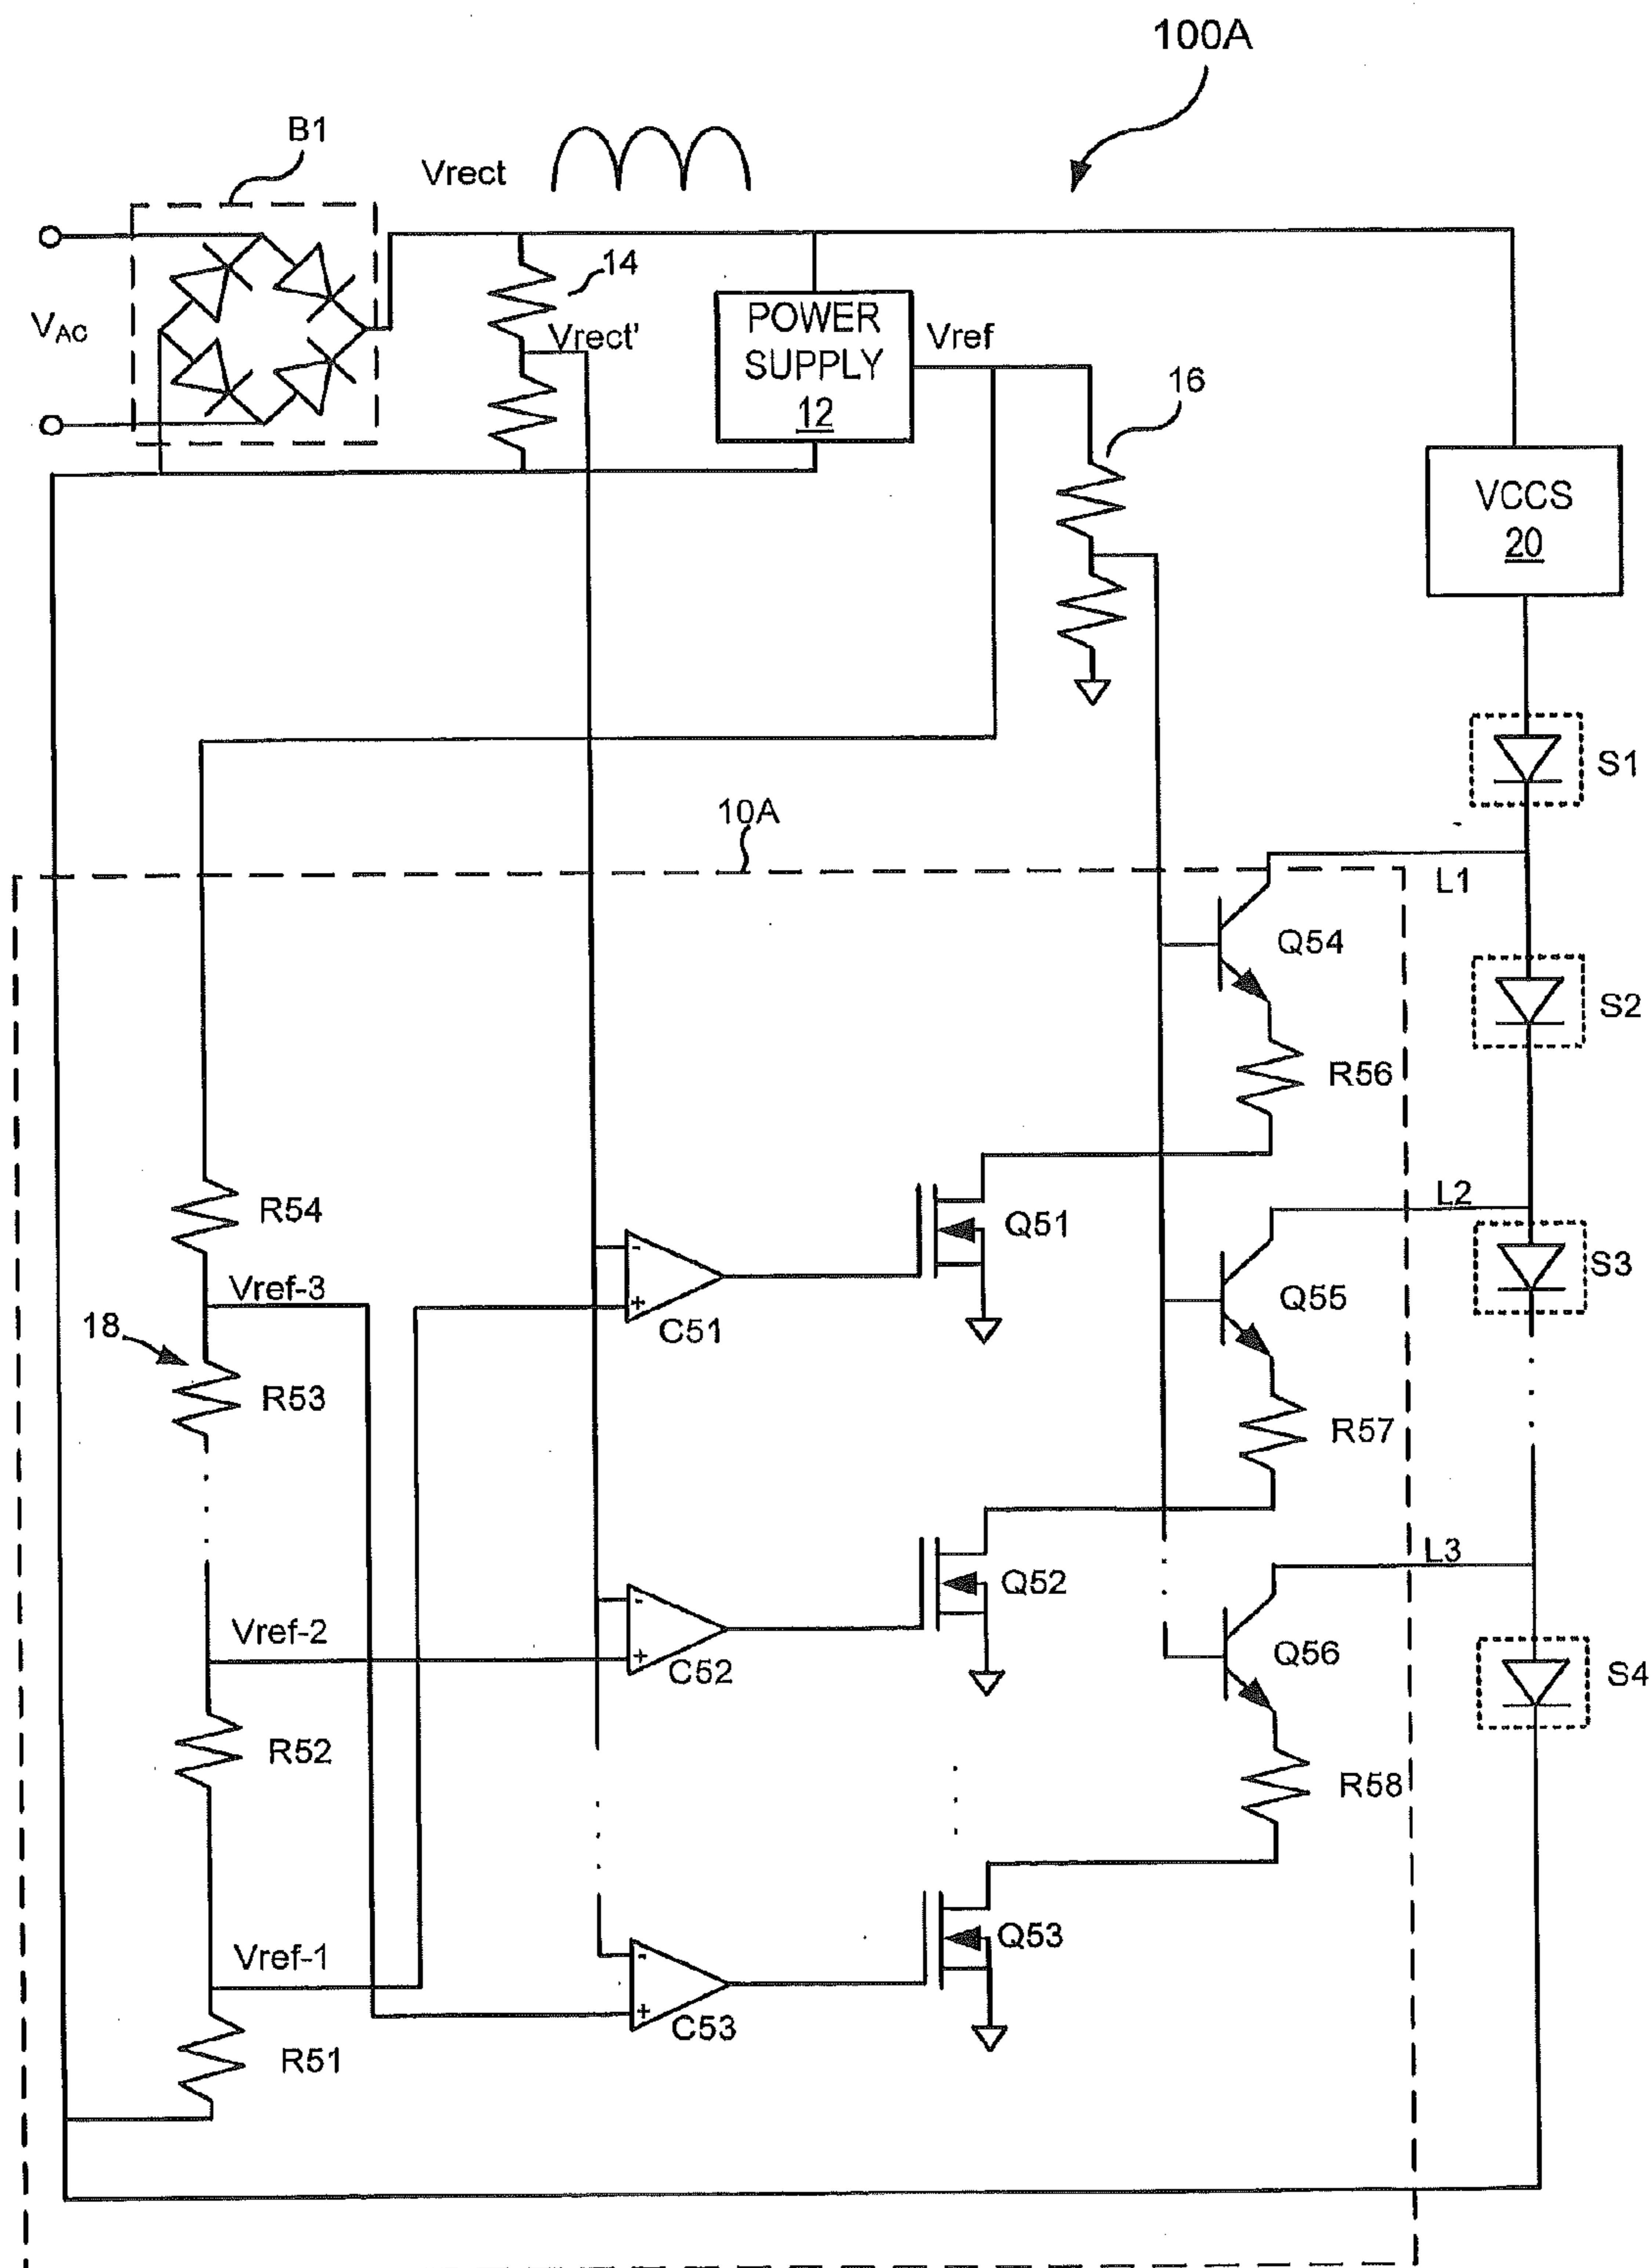 100A
B1
Vrect
14
VAC
Vrect'
POWER
SUPPLY
12
Vref
16
VCCS
20
S1
10A
L1
Q54
S2
R56
L2
R54
Q51
S3
Vref-3
-
+
C51
Q55
18
R53
R57
L3
Q52
Vref-2
-
+
C52
Q56
S4
R52
R58
Vref-1
-
+
C53
Q53
R51